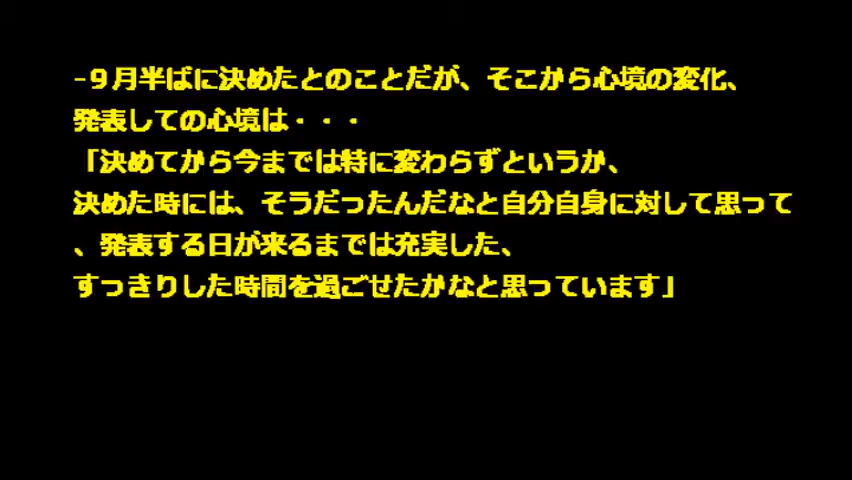 -９月半ばに決めたとのことだが、そこから心境の変化、
発表しての心境は・・・
「決めてから今までは特に変わらずというか、
決めた時には、そうだったんだなと自分自身に対して思って
、発表する日が来るまでは充実した、
すっきりした時間を過ごせたかなと思っています」